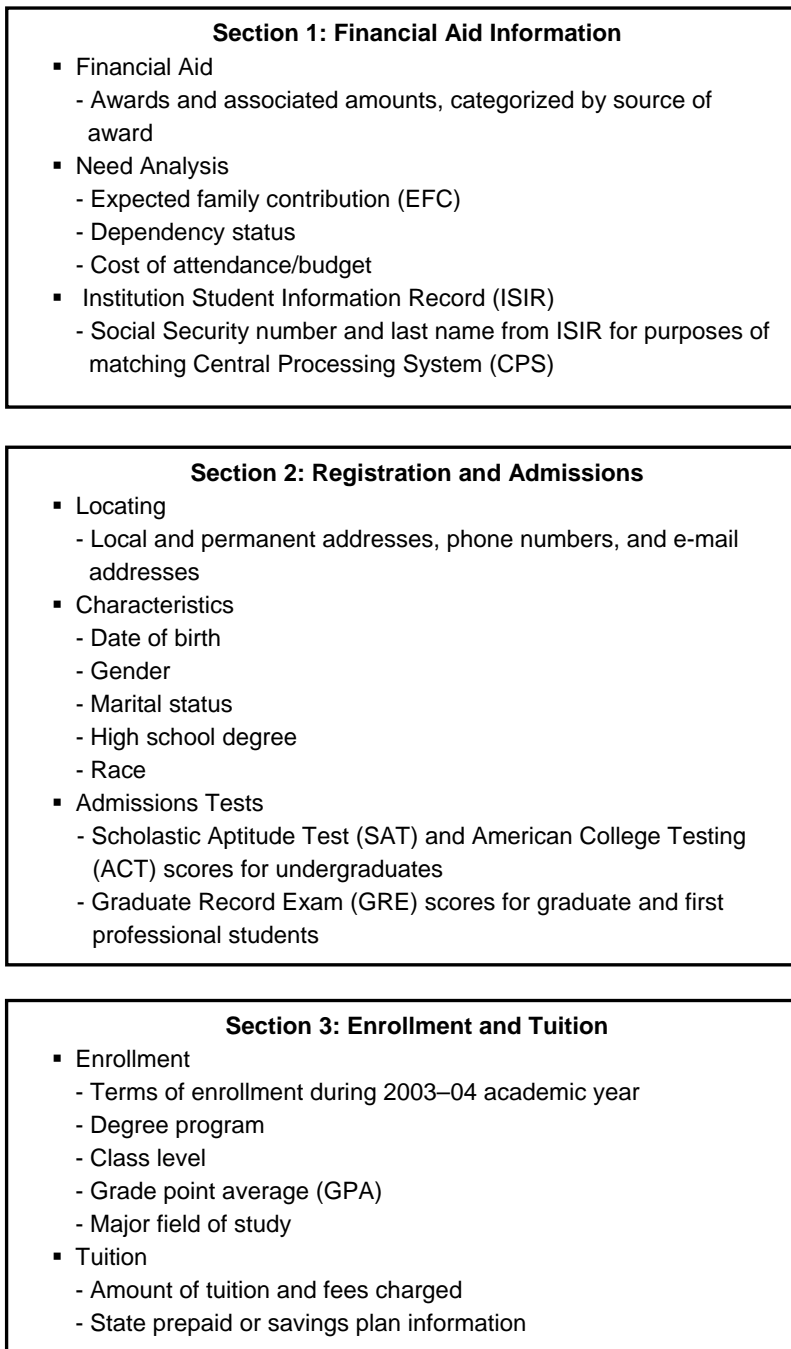 Section 1: Financial Aid Information
▪ Financial Aid
- Awards and associated amounts, categorized by source of
award
▪ Need Analysis
- Expected family contribution (EFC)
- Dependency status
- Cost of attendance/budget
▪ Institution Student Information Record (ISIR)
- Social Security number and last name from ISIR for purposes of
matching Central Processing System (CPS)
Section 2: Registration and Admissions
▪ Locating
- Local and permanent addresses, phone numbers, and e-mail
addresses
▪ Characteristics
- Date of birth
- Gender
- Marital status
- High school degree
- Race
▪ Admissions Tests
- Scholastic Aptitude Test (SAT) and American College Testing
(ACT) scores for undergraduates
- Graduate Record Exam (GRE) scores for graduate and first
professional students
Section 3: Enrollment and Tuition
▪ Enrollment
- Terms of enrollment during 2003–04 academic year
- Degree program
- Class level
- Grade point average (GPA)
- Major field of study
▪ Tuition
- Amount of tuition and fees charged
- State prepaid or savings plan information